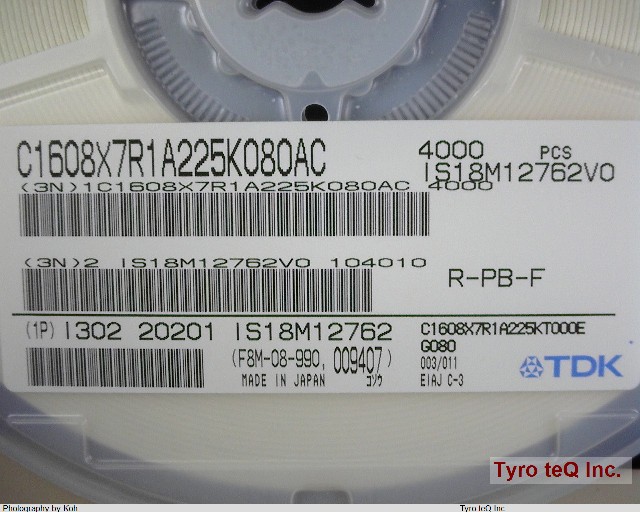 C1608X7R1A225K080AC 4000 PCS
(3N)1C1608X7R1A225K080AC 4000 IS18M12762V0
(3N)2 IS18M12762V0 104010
R-PB-F
(1P) I302 20201 IS18M12762 C1608X7R1A225KT000E
(F8M-08-990, 009407) G080
003/011
MADE IN JAPAN コソウ EIAJ C-3
TDK
Tyro teQ Inc.
Photography by Koh Tyro teQ Inc